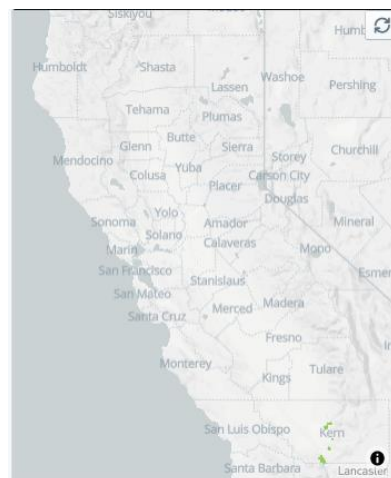 Siskiyou
Humb
Humboldt
Shasta
Washoe
Lassen
Pershing
Tehama
Plumas
Butte
Glenn
Sierra
Storey
Churchill
Mendocino
Yuba
Colusa
Carson City
Placer
Douglas
Yolo
Sonoma
Amador
Mineral
Solano
Marin
Calaveras
Mono
San Francisco
Esmer
Stanislaus
San Mateo
Merced
Madera
Santa Cruz
Fresno
Monterey
Tulare
Kings
San Luis Obispo
Kern
Santa Barbara
Lancaster